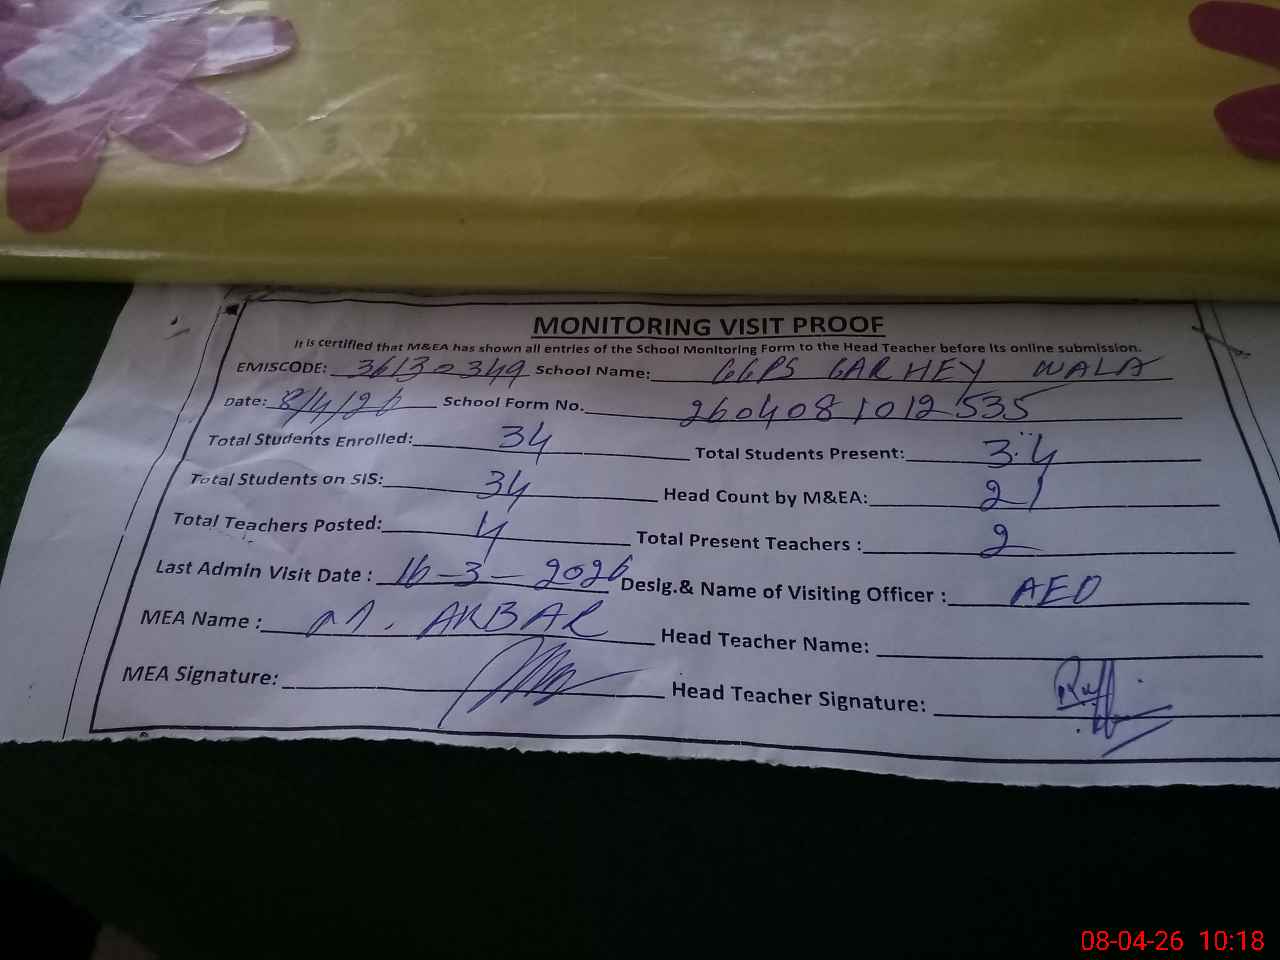 MONITORING VISIT PROOF
It is certified that M&EA has shown all entries of the School Monitoring Form to the Head Teacher before its online submission.
EMISCODE: 36130349 School Name: GGPS GARHEY WALA
Date: 8/4/26 School Form No. 2604081012535
Total Students Enrolled: 34 Total Students Present: 34
Total Students on SIS: 34 Head Count by M&EA: 21
Total Teachers Posted: 4 Total Present Teachers : 2
Last Admin Visit Date : 16-3-2026 Desig.& Name of Visiting Officer : AEO
MEA Name : M. AKBAR Head Teacher Name:
MEA Signature: Head Teacher Signature:
08-04-26 10:18